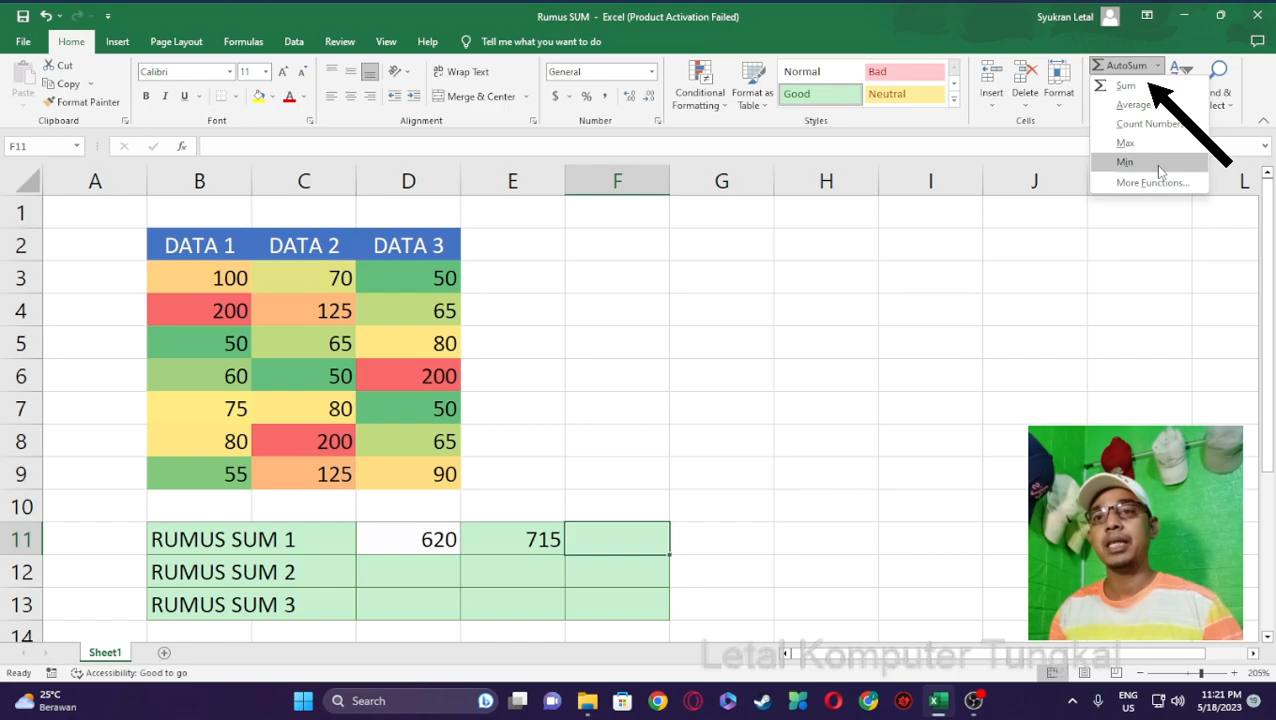 Rumus SUM - Excel (Product Activation Failed)
Syukran Letal
File Home Insert Page Layout Formulas Data Review View Help Tell me what you want to do
Paste
Cut
Copy
Format Painter
Clipboard
Calibri 11
B I U
A
Font
Wrap Text
Merge & Center
Alignment
General
$ % ,
Number
Conditional Formatting
Format as Table
Normal Bad
Good Neutral
Styles
Insert Delete Format
Cells
AutoSum
Sum
Average
Count Numbers
Max
Min
More Functions...
F11
fx
A B C D E F G H I J L
1
2 DATA 1 DATA 2 DATA 3
3 100 70 50
4 200 125 65
5 50 65 80
6 60 50 200
7 75 80 50
8 80 200 65
9 55 125 90
10
11 RUMUS SUM 1 620 715
12 RUMUS SUM 2
13 RUMUS SUM 3
14
Letal Komputer Tungkal
Sheet1
Ready Accessibility: Good to go 205%
25°C
Berawan
Search
ENG
US
11:21 PM
5/18/2023